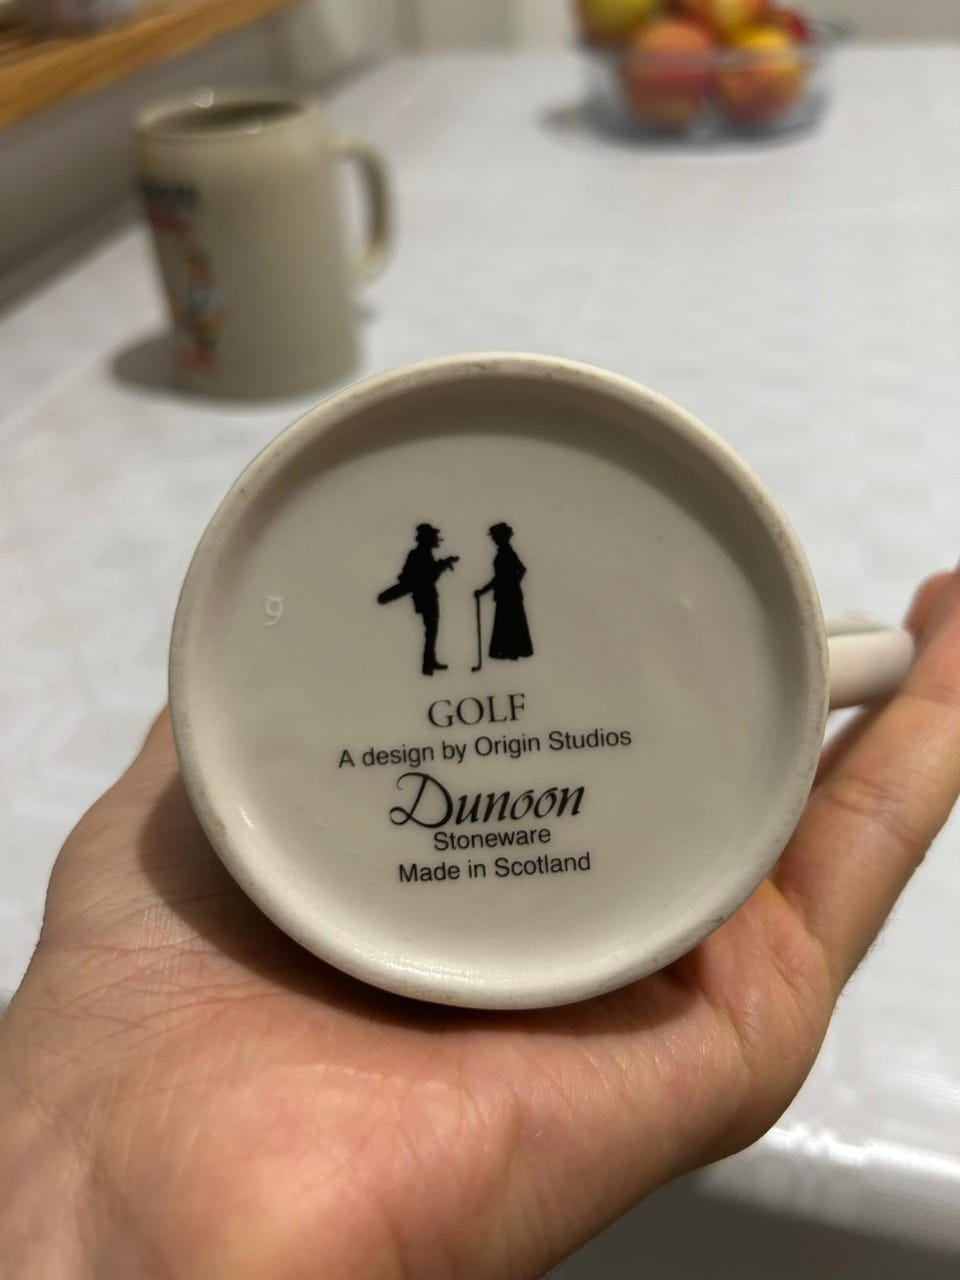 g
GOLF
A design by Origin Studios
Dunoon
Stoneware
Made in Scotland